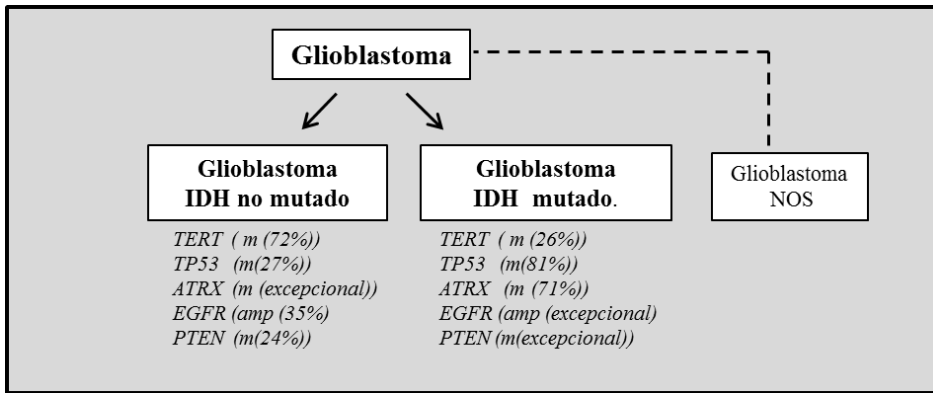 Glioblastoma
Glioblastoma
IDH no mutado
TERT ( m (72%))
TP53 (m(27%))
ATRX (m (excepcional))
EGFR (amp (35%)
PTEN (m(24%))
Glioblastoma
IDH mutado.
TERT ( m (26%))
TP53 (m(81%))
ATRX (m (71%))
EGFR (amp (excepcional)
PTEN (m(excepcional))
Glioblastoma
NOS